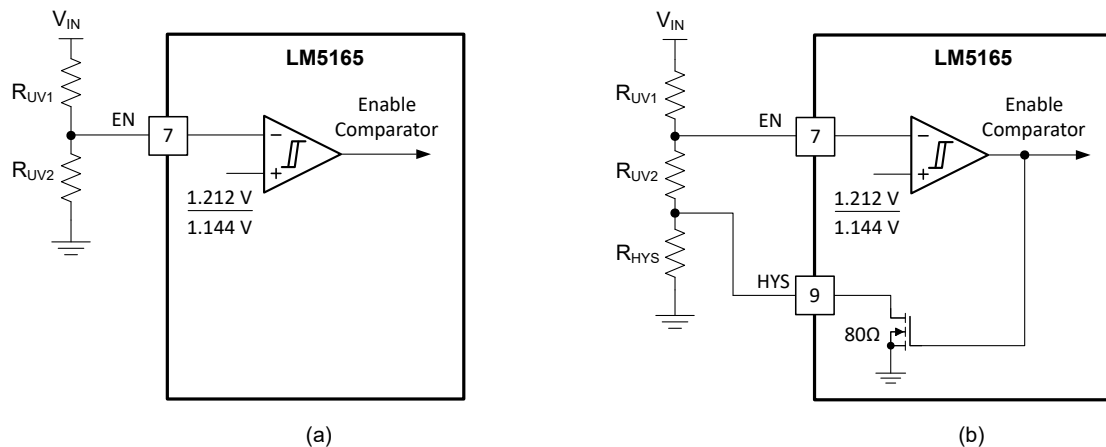 V_IN
LM5165
R_UV1
EN
7
Enable
Comparator
−
+
R_UV2
1.212 V
1.144 V
(a)
V_IN
LM5165
R_UV1
EN
7
Enable
Comparator
−
+
R_UV2
1.212 V
1.144 V
R_HYS
HYS
9
80Ω
(b)